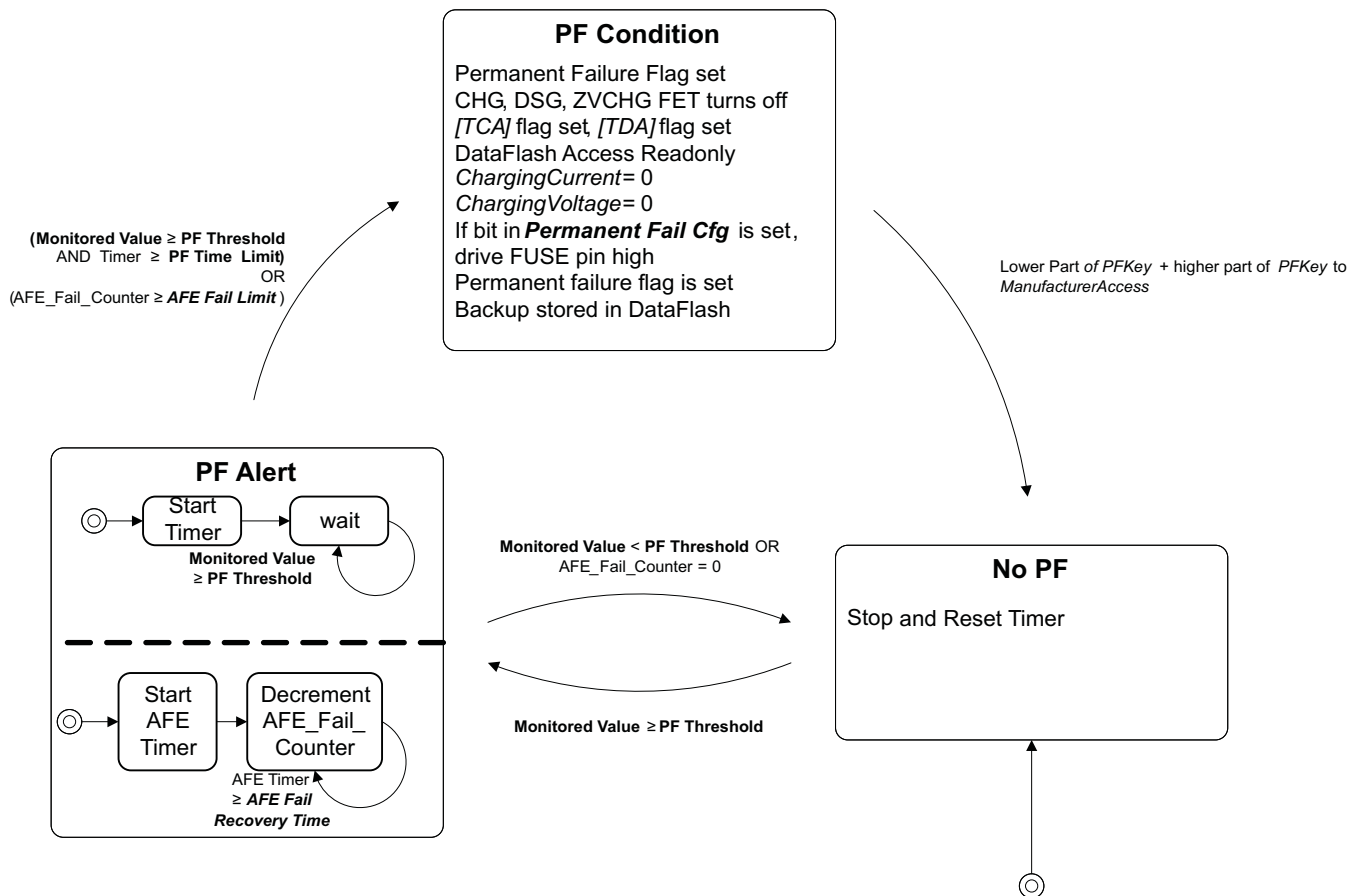 PF Condition
Permanent Failure Flag set
CHG, DSG, ZVCHG FET turns off
[TCA] flag set, [TDA] flag set
DataFlash Access Readonly
ChargingCurrent = 0
ChargingVoltage = 0
If bit in Permanent Fail Cfg is set,
drive FUSE pin high
Permanent failure flag is set
Backup stored in DataFlash
(Monitored Value ≥ PF Threshold
AND Timer ≥ PF Time Limit)
OR
(AFE_Fail_Counter ≥ AFE Fail Limit )
Lower Part of PFKey + higher part of PFKey to
ManufacturerAccess
PF Alert
Start
Timer
wait
Monitored Value
≥ PF Threshold
Start
AFE
Timer
Decrement
AFE_Fail_
Counter
AFE Timer
≥ AFE Fail
Recovery Time
Monitored Value < PF Threshold OR
AFE_Fail_Counter = 0
Monitored Value ≥ PF Threshold
No PF
Stop and Reset Timer